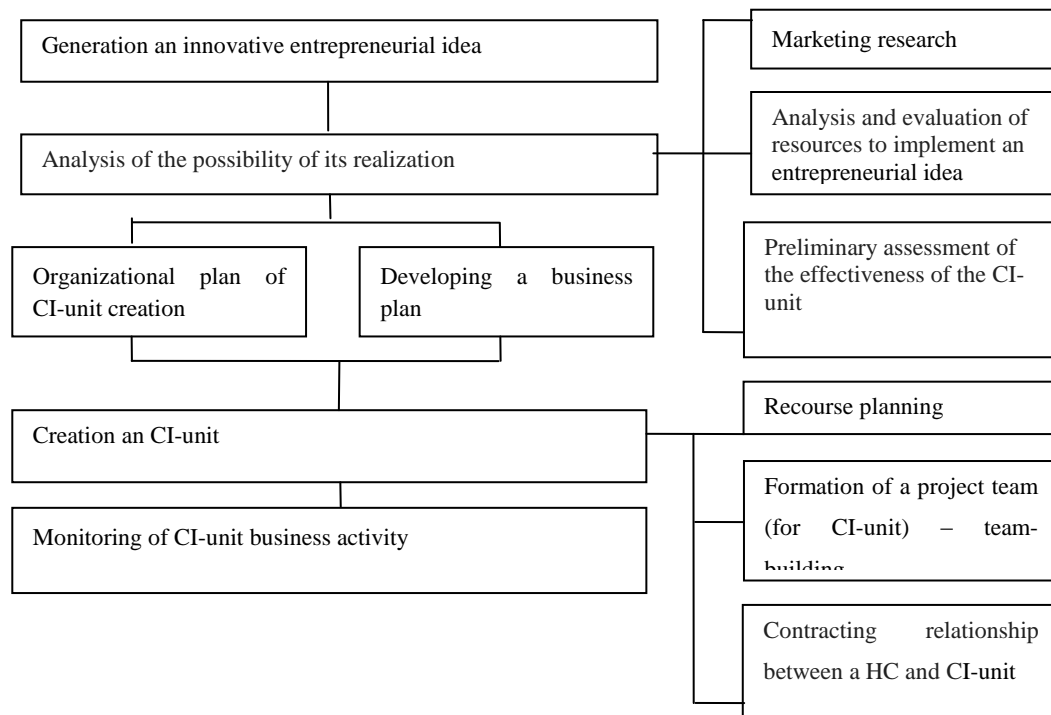 Generation an innovative entrepreneurial idea
Marketing research
Analysis of the possibility of its realization
Analysis and evaluation of
resources to implement an
entrepreneurial idea
Organizational plan of
CI-unit creation
Developing a business
plan
Preliminary assessment of
the effectiveness of the CI-
unit
Creation an CI-unit
Recourse planning
Monitoring of CI-unit business activity
Formation of a project team
(for CI-unit) – team-
building
Contracting relationship
between a HC and CI-unit